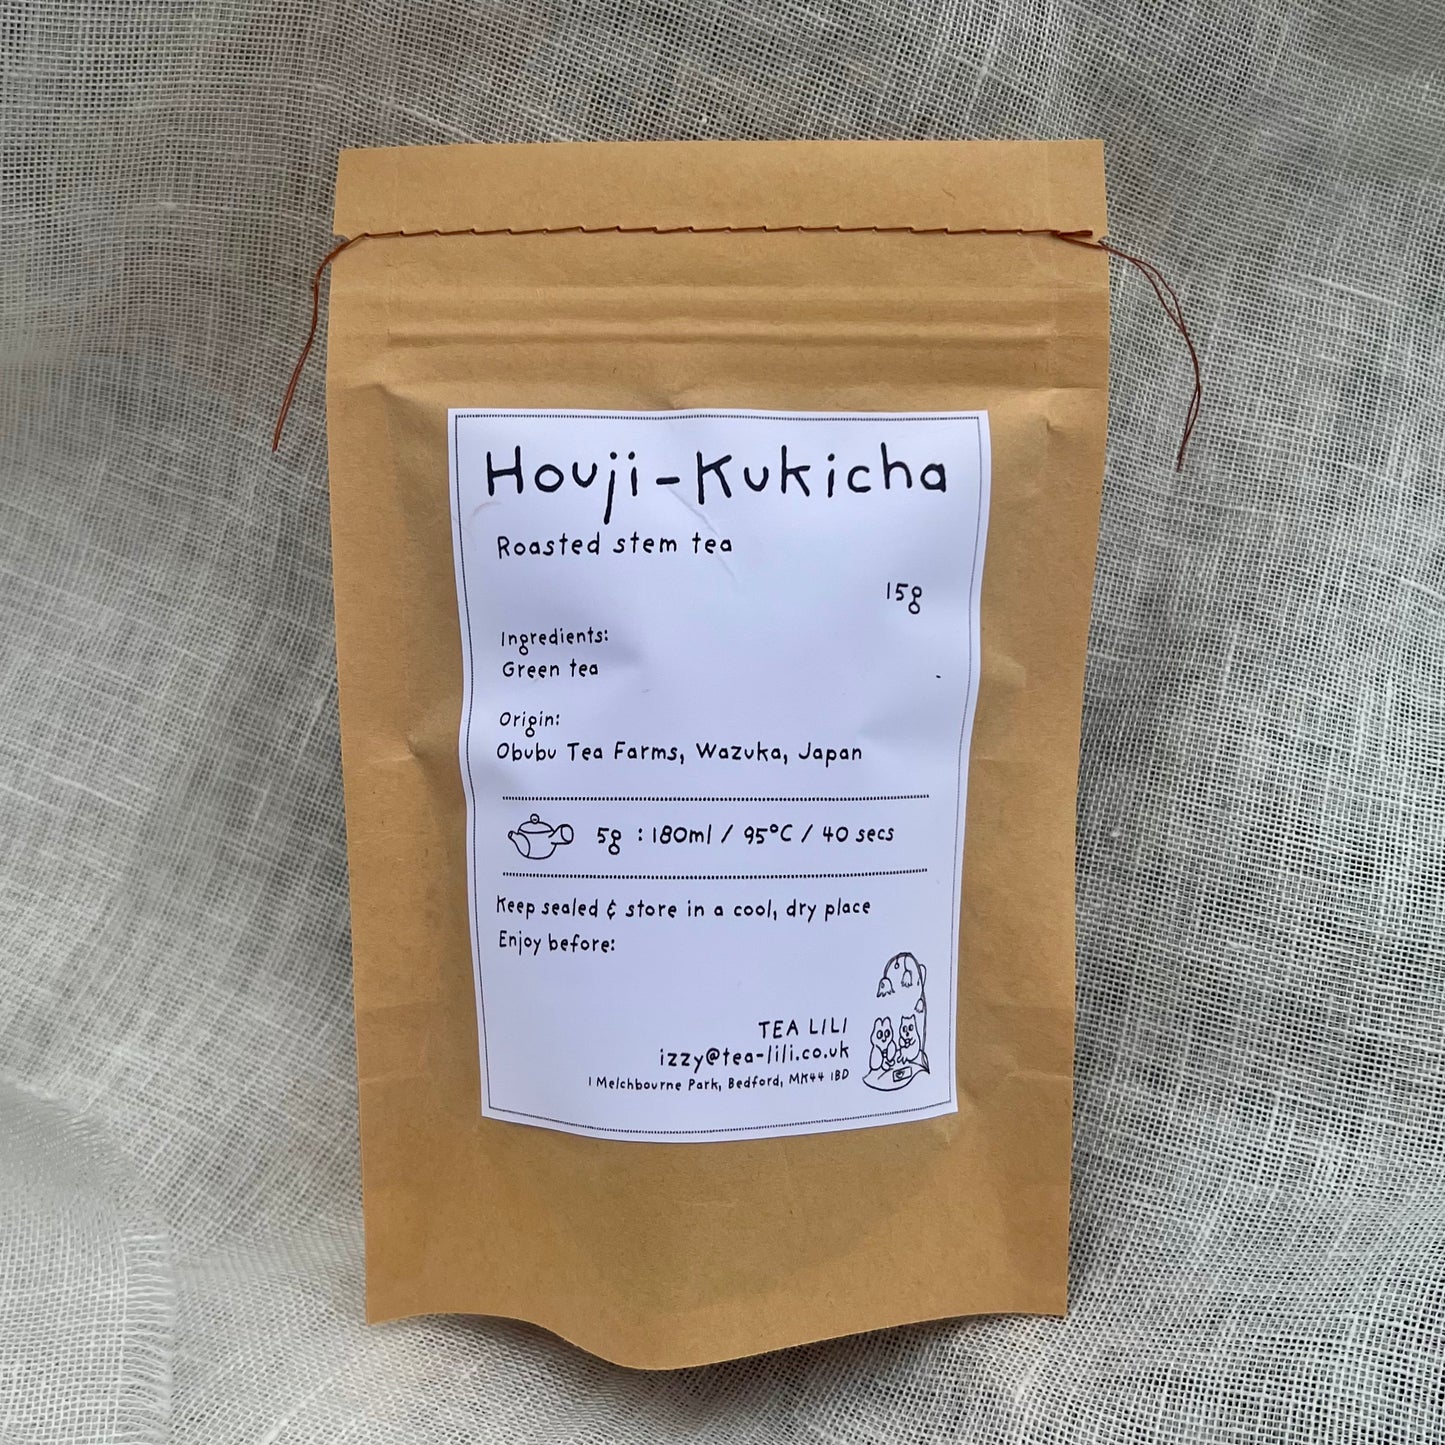 Houji-Kukicha
Roasted stem tea
15g
Ingredients:
Green tea
Origin:
Obubu Tea Farms, Wazuka, Japan
5g : 180ml / 95°C / 40 secs
Keep sealed & store in a cool, dry place
Enjoy before:
TEA LILI
izzy@tea-lili.co.uk
1 Melchbourne Park, Bedford, MK44 1BD